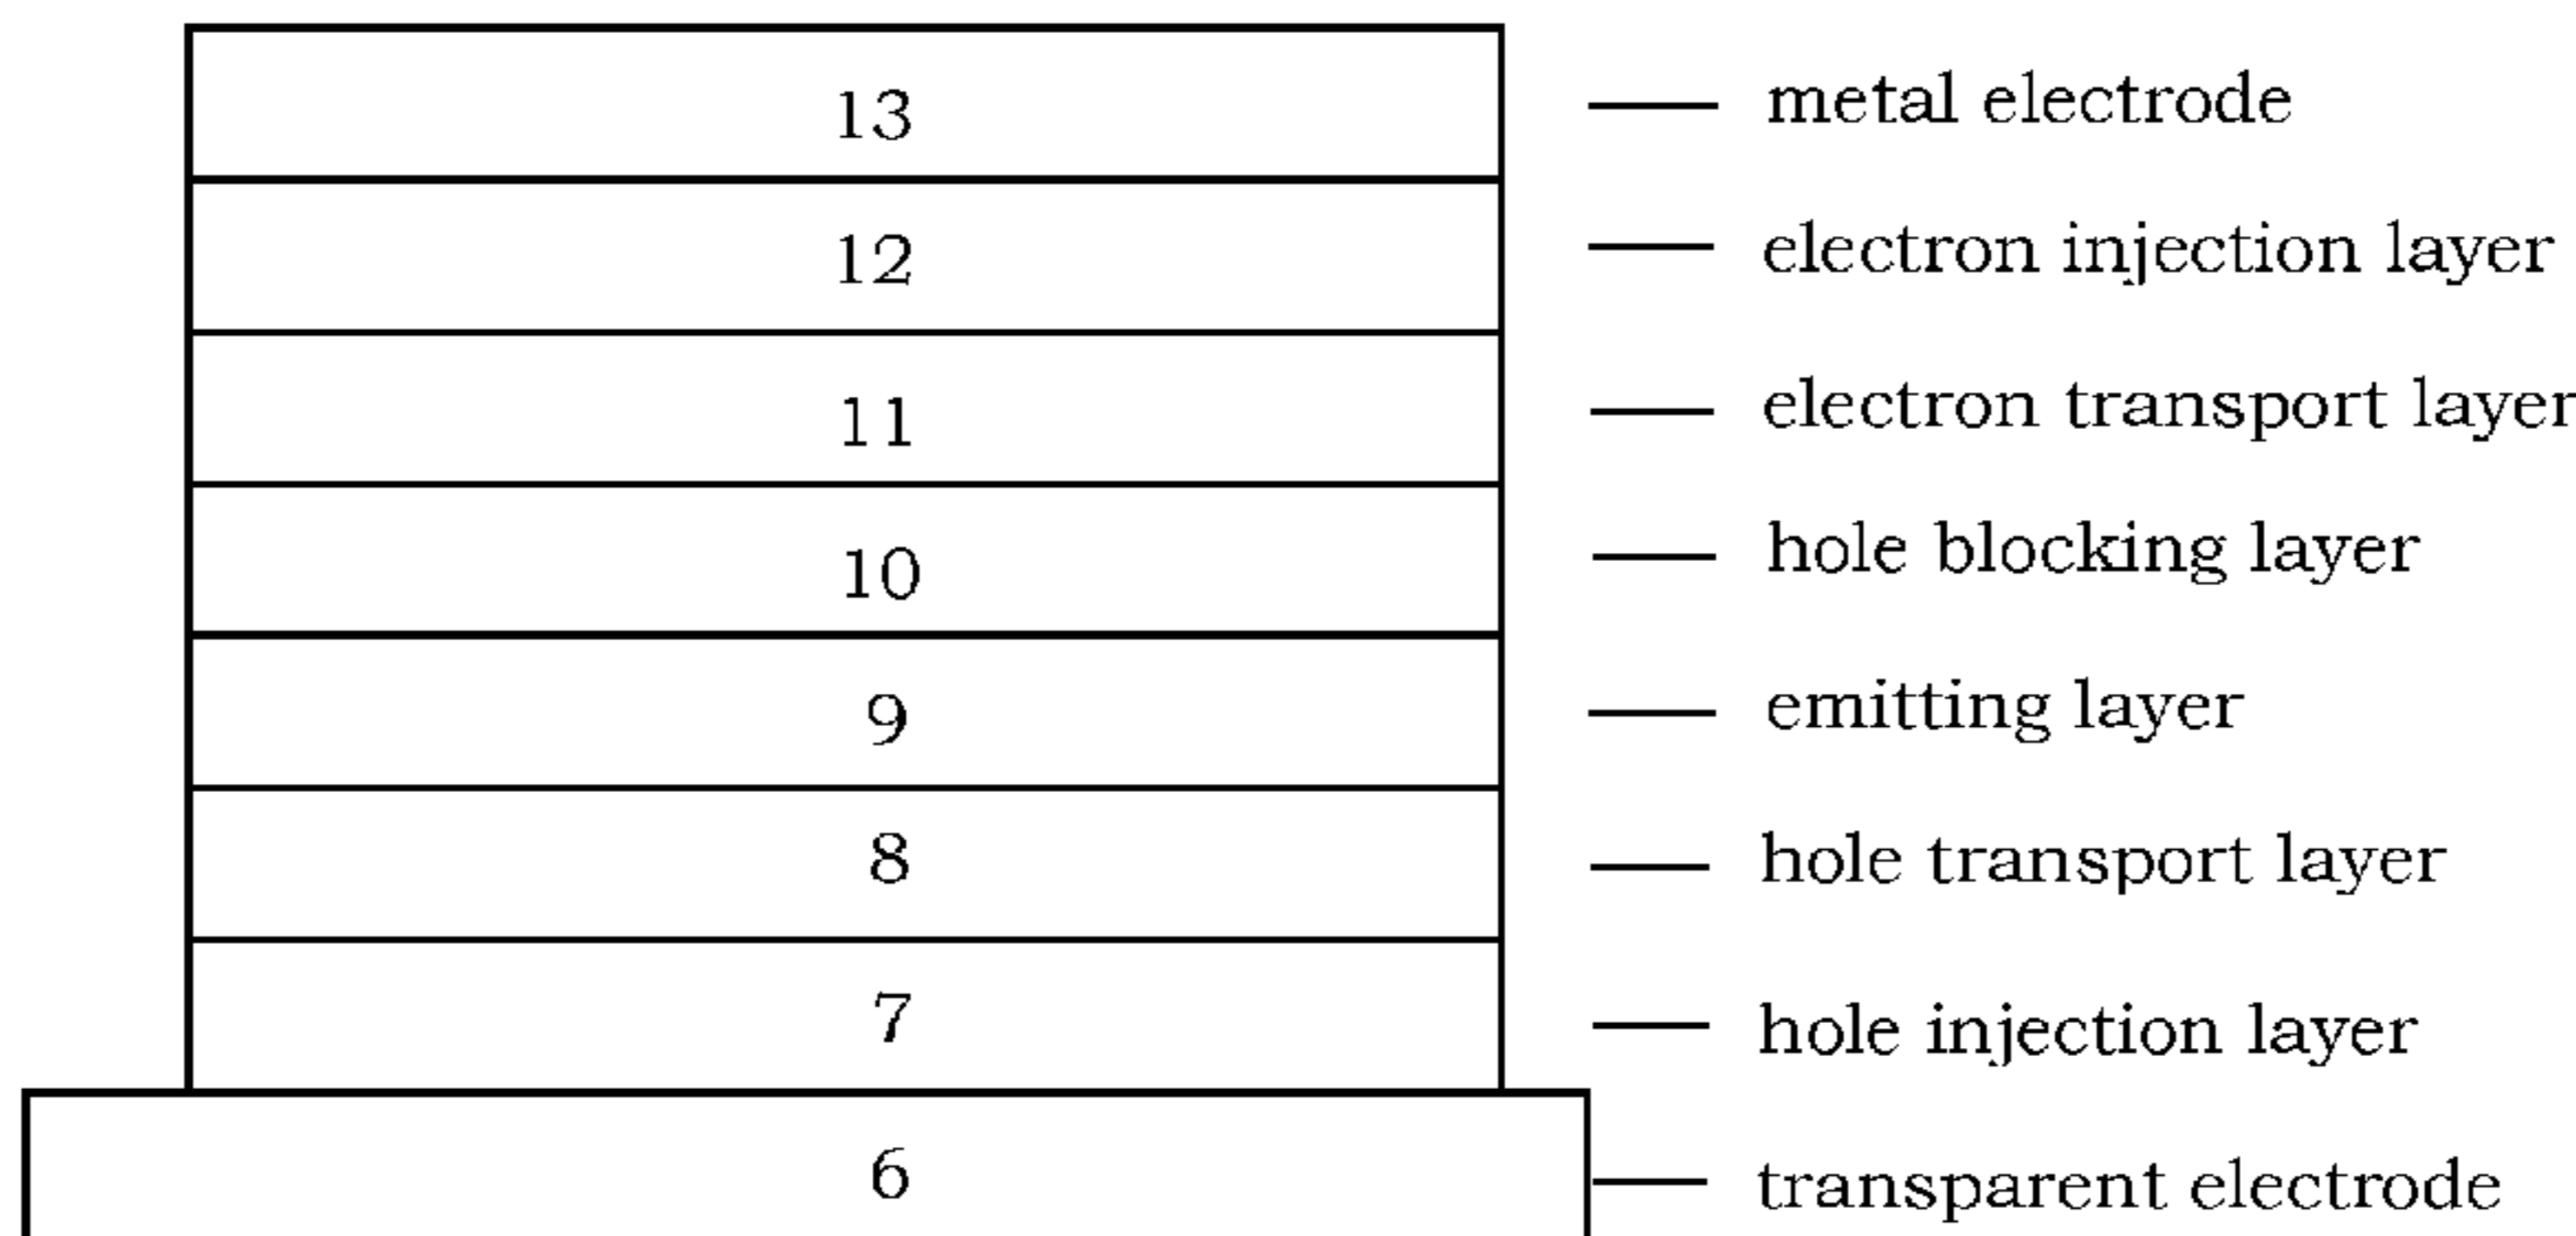 13 metal electrode
12 electron injection layer
11 electron transport layer
10 hole blocking layer
9 emitting layer
8 hole transport layer
7 hole injection layer
6 transparent electrode